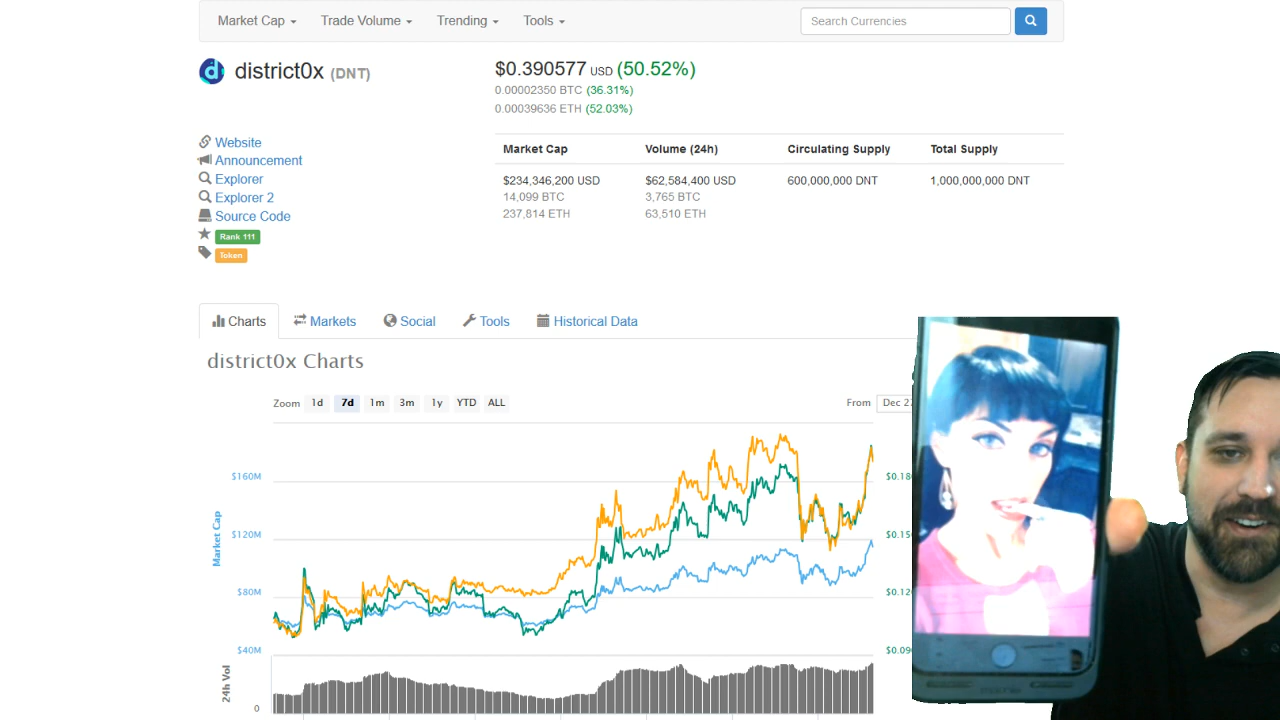 Market Cap Trade Volume Trending Tools Search Currencies
district0x (DNT)
$0.390577 USD (50.52%)
0.00002350 BTC (36.31%)
0.00039636 ETH (52.03%)
Website
Announcement
Explorer
Explorer 2
Source Code
Rank 111
Token
Market Cap Volume (24h) Circulating Supply Total Supply
$234,346,200 USD $62,584,400 USD 600,000,000 DNT 1,000,000,000 DNT
14,099 BTC 3,765 BTC
237,814 ETH 63,510 ETH
Charts Markets Social Tools Historical Data
district0x Charts
Zoom 1d 7d 1m 3m 1y YTD ALL From Dec 2
$160M $0.18
$120M $0.15
$80M $0.12
$40M $0.09
Market Cap
24h Vol
0